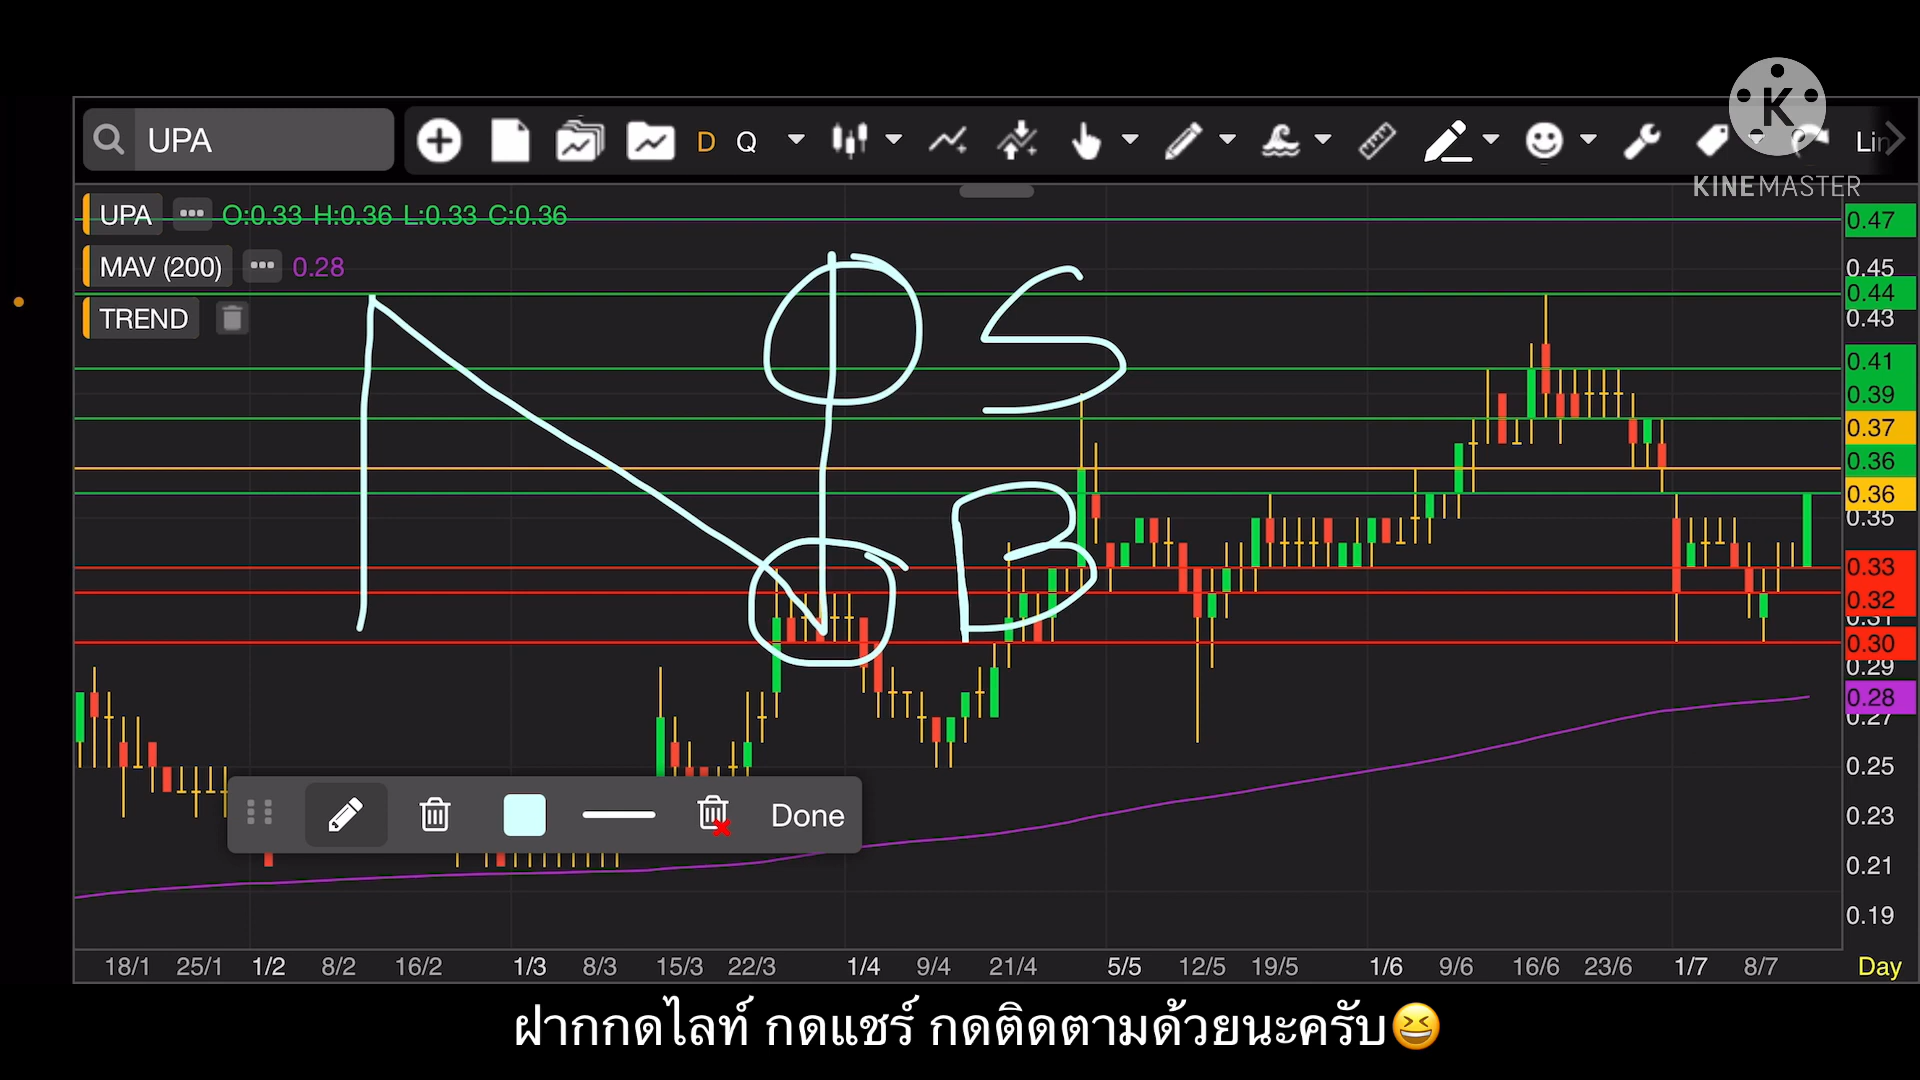 UPA D Q Lin
KINEMASTER
UPA O:0.33 H:0.36 L:0.33 C:0.36
MAV (200) 0.28
TREND
N S
B
0.47
0.45
0.44
0.43
0.41
0.39
0.37
0.36
0.36
0.35
0.33
0.32
0.31
0.30
0.29
0.28
0.27
0.25
0.23
0.21
0.19
Done
18/1 25/1 1/2 8/2 16/2 1/3 8/3 15/3 22/3 1/4 9/4 21/4 5/5 12/5 19/5 1/6 9/6 16/6 23/6 1/7 8/7 Day
ฝากกดไลท์ กดแชร์ กดติดตามด้วยนะครับ😆